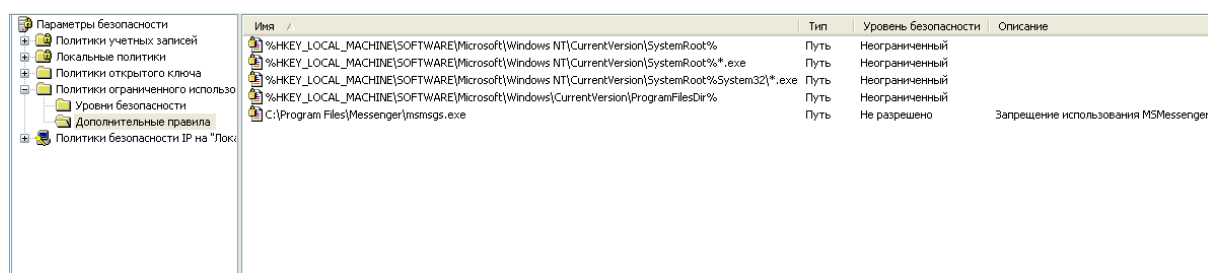 Параметры безопасности
Политики учетных записей
Локальные политики
Политики открытого ключа
Политики ограниченного использо
Уровни безопасности
Дополнительные правила
Политики безопасности IP на "Лока
Имя Тип Уровень безопасности Описание
%HKEY_LOCAL_MACHINE\SOFTWARE\Microsoft\Windows NT\CurrentVersion\SystemRoot% Путь Неограниченный
%HKEY_LOCAL_MACHINE\SOFTWARE\Microsoft\Windows NT\CurrentVersion\SystemRoot%*.exe Путь Неограниченный
%HKEY_LOCAL_MACHINE\SOFTWARE\Microsoft\Windows NT\CurrentVersion\SystemRoot%System32\*.exe Путь Неограниченный
%HKEY_LOCAL_MACHINE\SOFTWARE\Microsoft\Windows\CurrentVersion\ProgramFilesDir% Путь Неограниченный
C:\Program Files\Messenger\msmsgs.exe Путь Не разрешено Запрещение использования MSMessenger